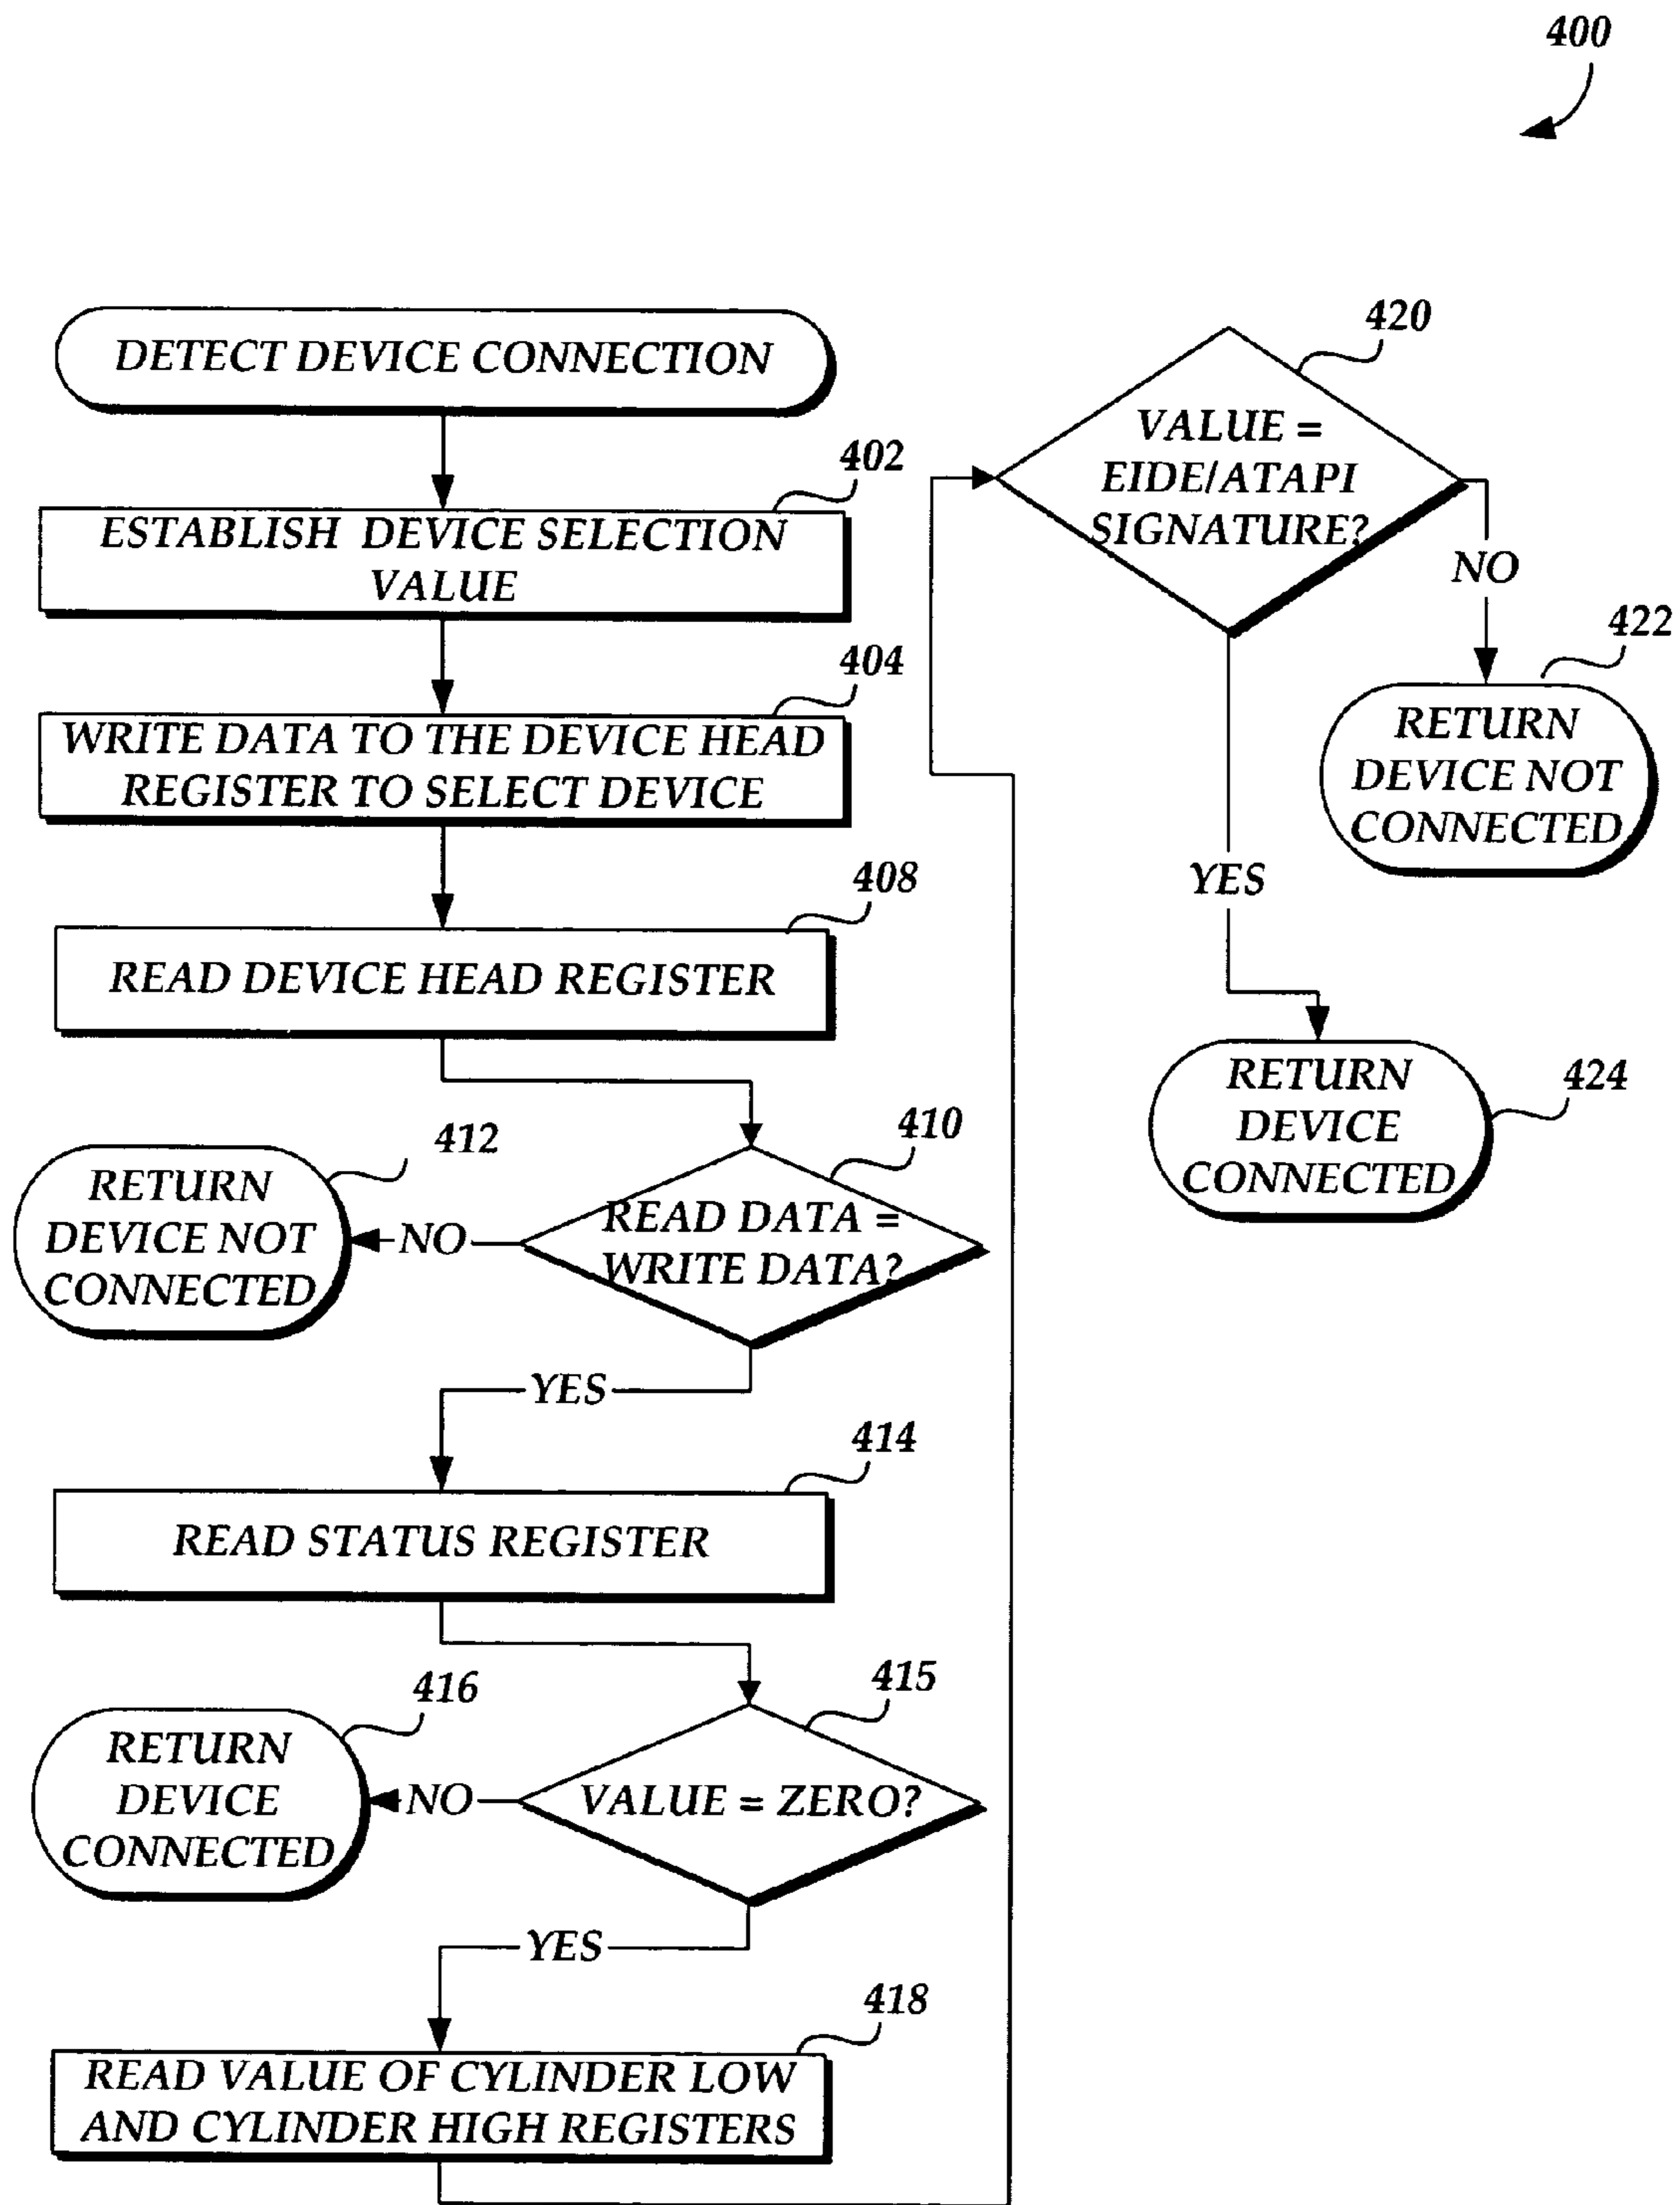 400
DETECT DEVICE CONNECTION
402
ESTABLISH DEVICE SELECTION
VALUE
404
WRITE DATA TO THE DEVICE HEAD
REGISTER TO SELECT DEVICE
408
READ DEVICE HEAD REGISTER
410
READ DATA =
WRITE DATA?
NO
412
RETURN
DEVICE NOT
CONNECTED
YES
414
READ STATUS REGISTER
415
VALUE = ZERO?
NO
416
RETURN
DEVICE
CONNECTED
YES
418
READ VALUE OF CYLINDER LOW
AND CYLINDER HIGH REGISTERS
420
VALUE =
EIDE/ATAPI
SIGNATURE?
NO
422
RETURN
DEVICE NOT
CONNECTED
YES
424
RETURN
DEVICE
CONNECTED